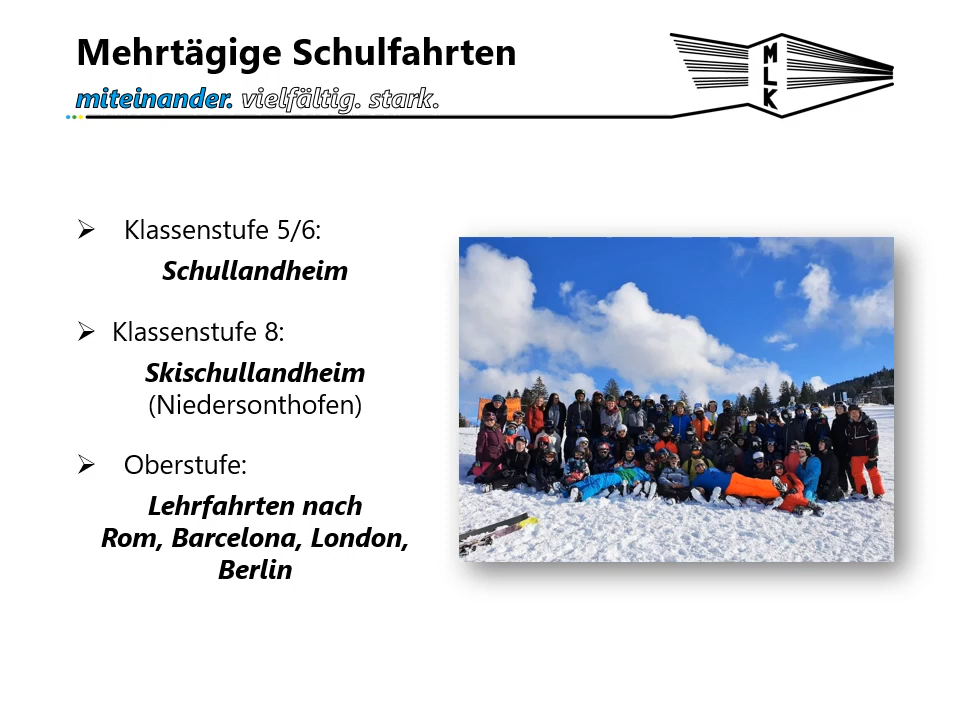 Mehrtägige Schulfahrten
miteinander. vielfältig. stark.
MLK
➢ Klassenstufe 5/6:
Schullandheim
➢ Klassenstufe 8:
Skischullandheim
(Niedersonthofen)
➢ Oberstufe:
Lehrfahrten nach
Rom, Barcelona, London,
Berlin